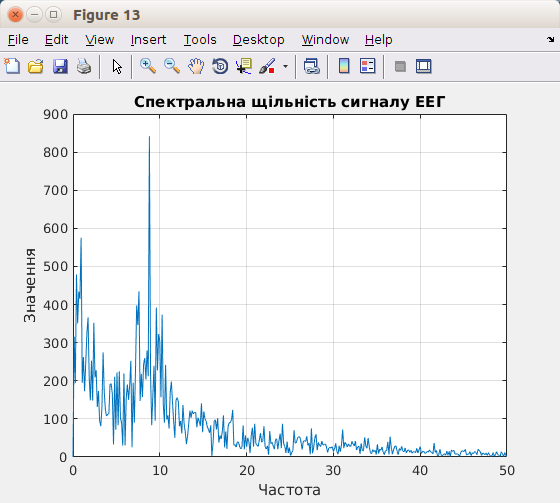 Figure 13
File Edit View Insert Tools Desktop Window Help
Спектральна щільність сигналу ЕЕГ
900
800
700
600
500
400
300
200
100
0
Значення
0 10 20 30 40 50
Частота